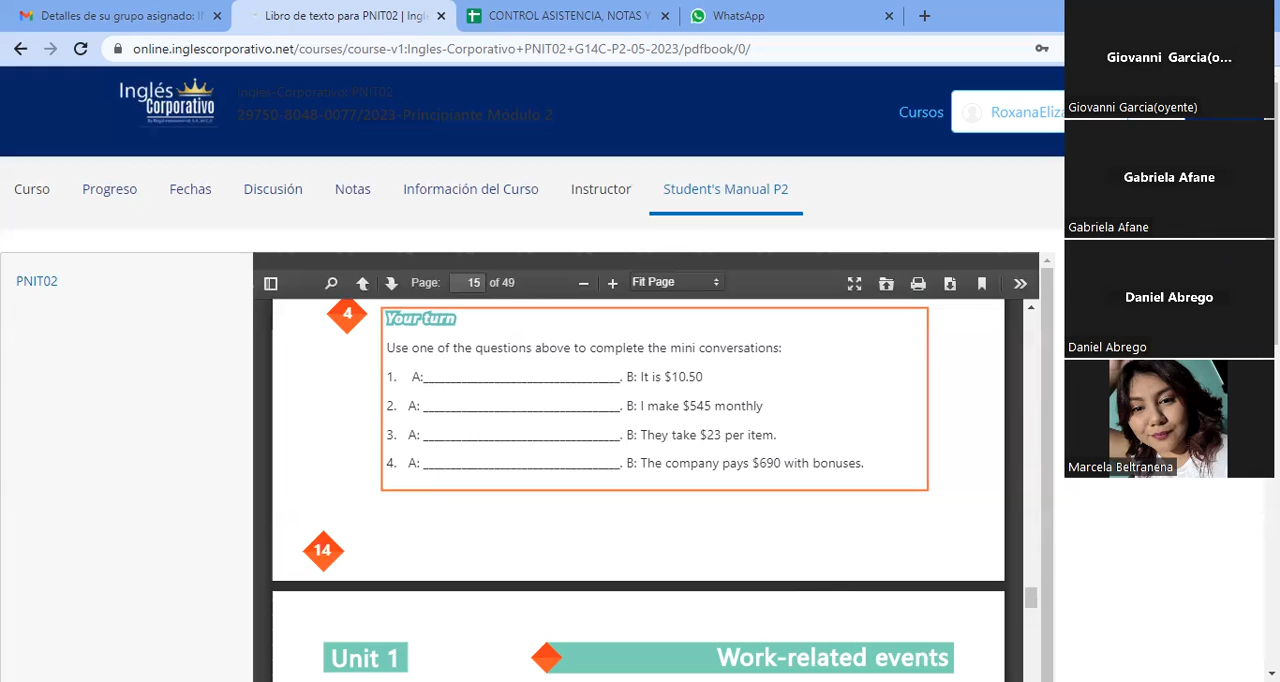 Detalles de su grupo asignado: I
Libro de texto para PNIT02 | Ingl
CONTROL ASISTENCIA, NOTAS Y
WhatsApp
online.inglescorporativo.net/courses/course-v1:Ingles-Corporativo+PNIT02+G14C-P2-05-2023/pdfbook/0/
Inglés
Corporativo
Ingles-Corporativo: PNIT02
29750-8048-0077/2023-Principiante Módulo 2
Cursos
RoxanaEliza
Curso
Progreso
Fechas
Discusión
Notas
Información del Curso
Instructor
Student's Manual P2
PNIT02
Page: 15 of 49
Fit Page
4
Your turn
Use one of the questions above to complete the mini conversations:
1. A:______________________________. B: It is $10.50
2. A: ______________________________. B: I make $545 monthly
3. A: ______________________________. B: They take $23 per item.
4. A: ______________________________. B: The company pays $690 with bonuses.
14
Unit 1
Work-related events
Giovanni Garcia(o...
Giovanni Garcia(oyente)
Gabriela Afane
Gabriela Afane
Daniel Abrego
Daniel Abrego
Marcela Beltranena